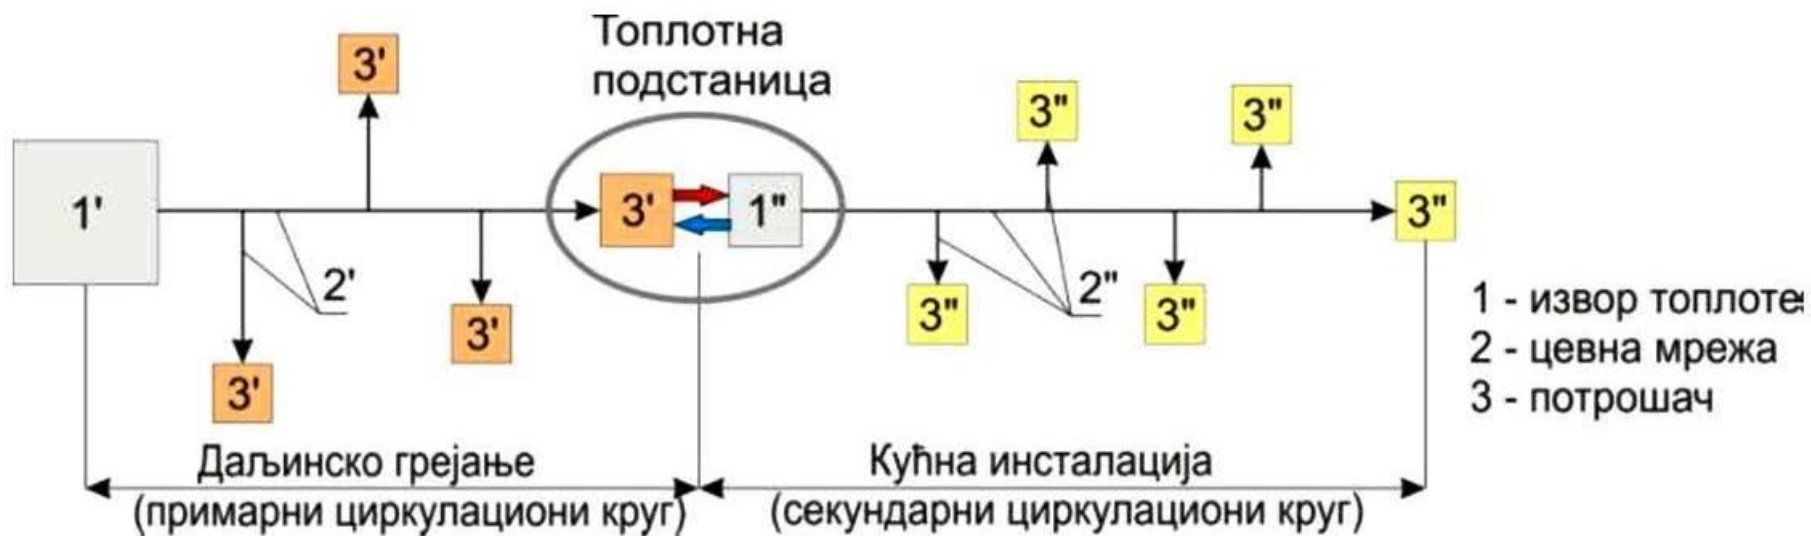 Топлотна
подстаница
3'
3"
3"
1'
3'
1"
3"
2'
2"
3'
3"
3"
3'
1 - извор топлоте
2 - цевна мрежа
3 - потрошач
Даљинско грејање
(примарни циркулациони круг)
Кућна инсталација
(секундарни циркулациони круг)